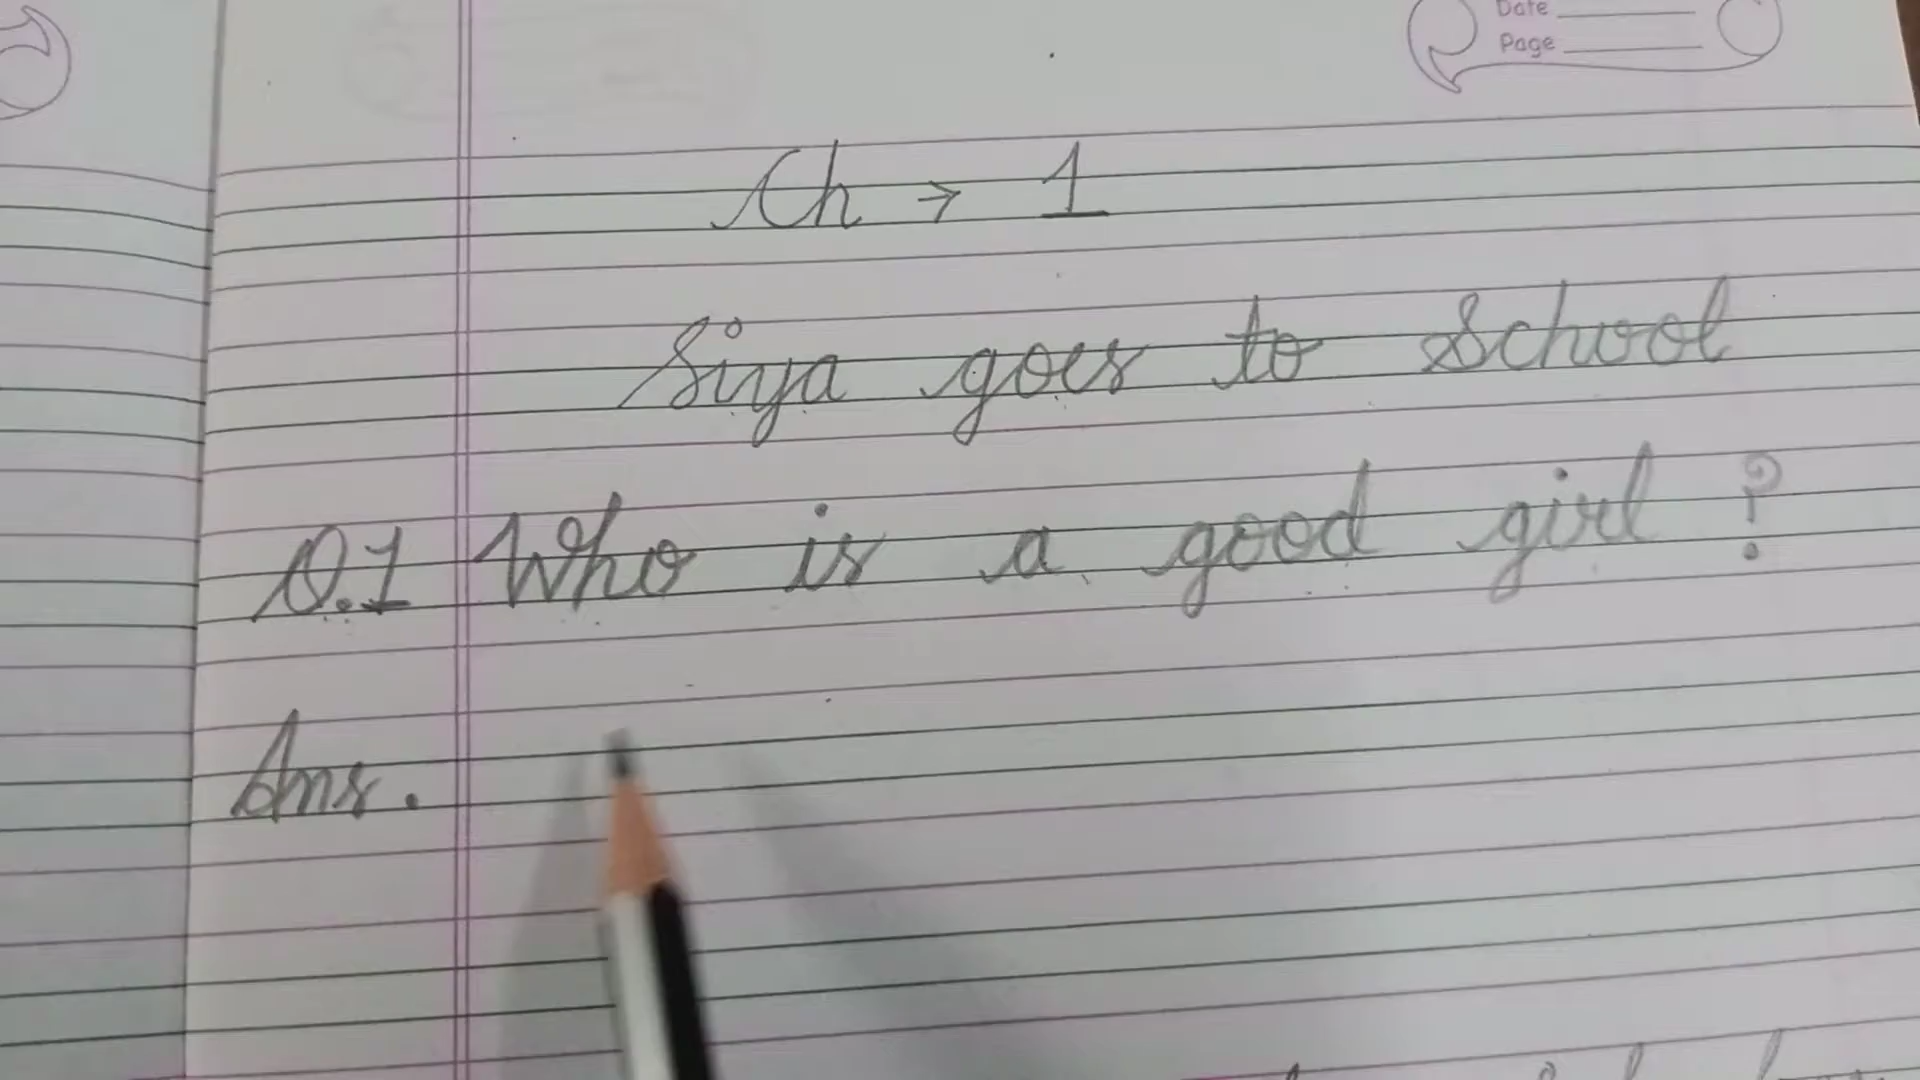 Date
Page
Ch → 1
Siya goes to School
Q.1 Who is a good girl ?
Ans.